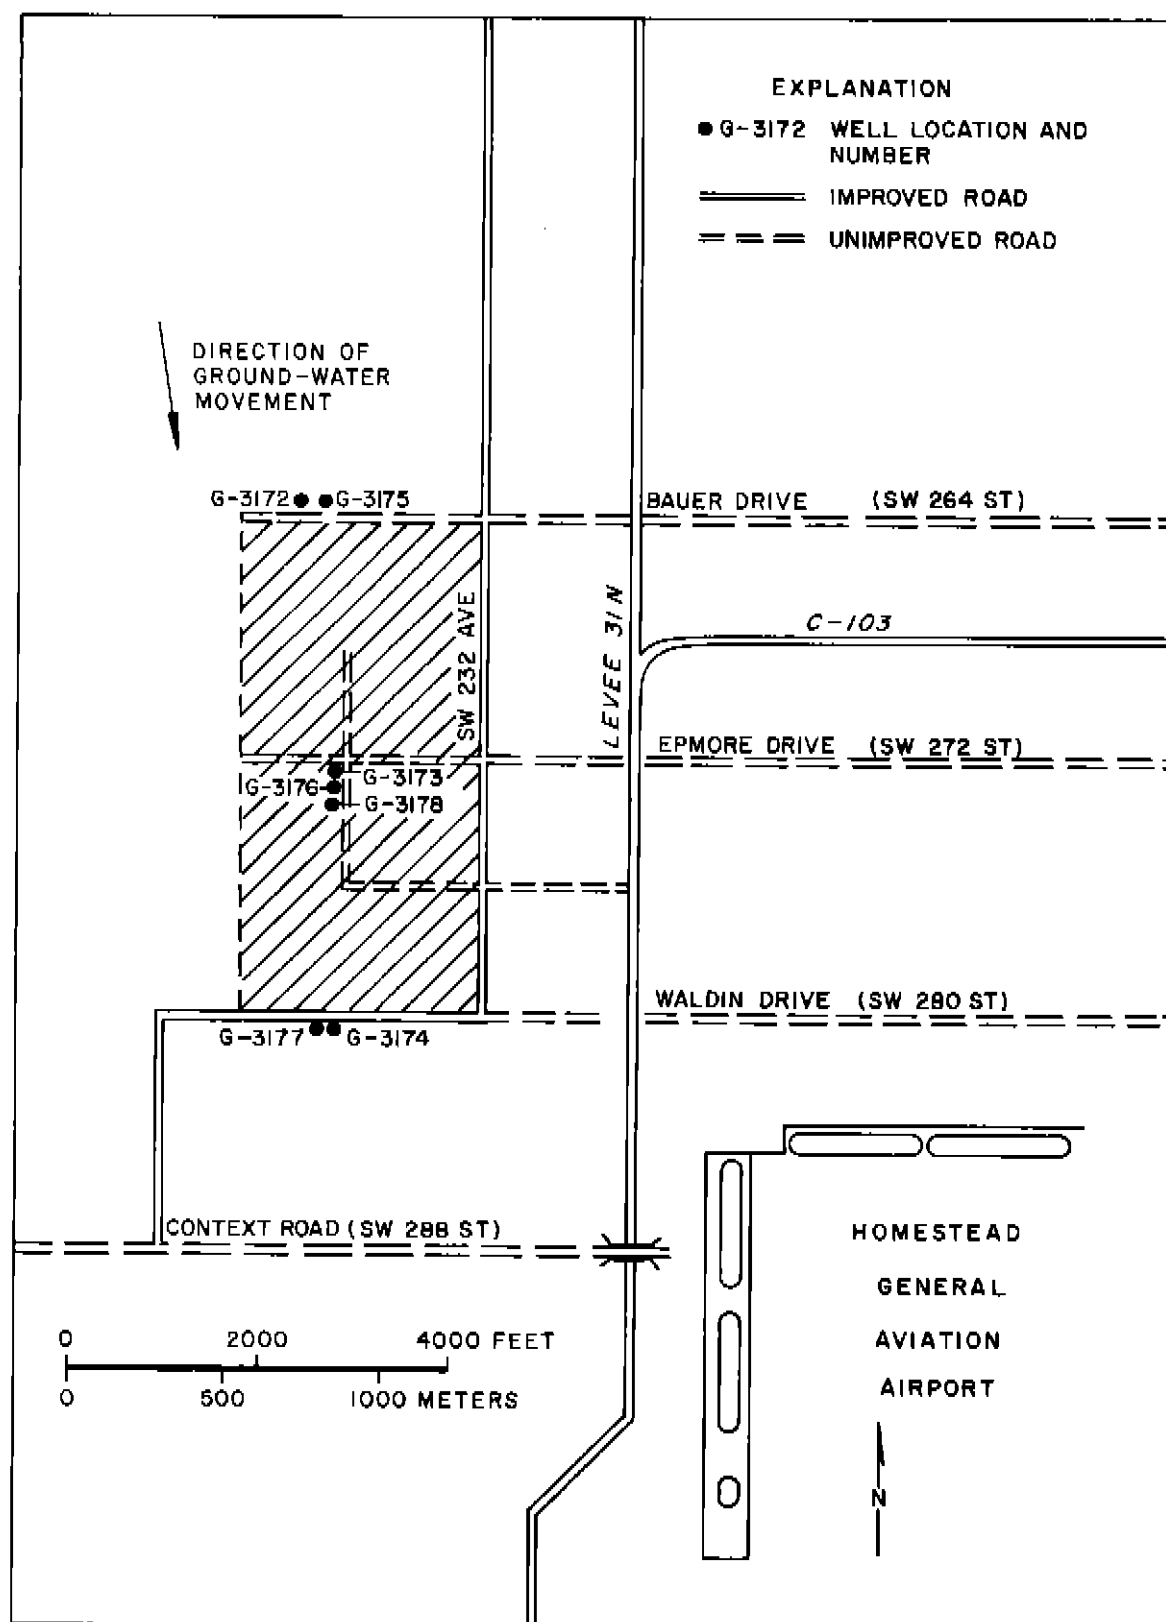 EXPLANATION
G-3172 WELL LOCATION AND
NUMBER
IMPROVED ROAD
UNIMPROVED ROAD
DIRECTION OF
GROUND-WATER
MOVEMENT
G-3172 G-3175
BAUER DRIVE (SW 264 ST)
SW 232 AVE
LEVEE 31N
C-103
EPMORE DRIVE (SW 272 ST)
G-3173
G-3176
G-3178
WALDIN DRIVE (SW 280 ST)
G-3177 G-3174
CONTEXT ROAD (SW 288 ST)
HOMESTEAD
GENERAL
AVIATION
AIRPORT
0 2000 4000 FEET
0 500 1000 METERS
N